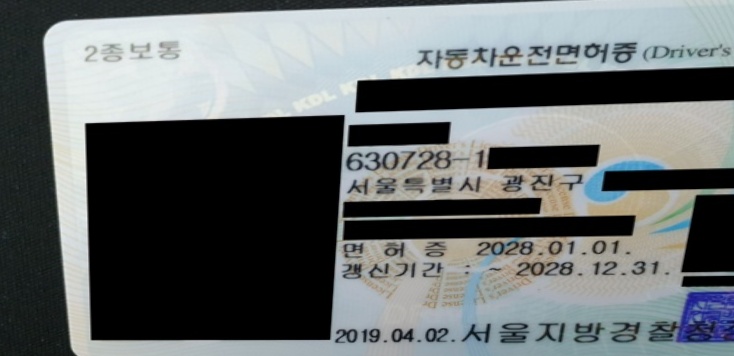 2종보통
자동차운전면허증 (Driver's
630728-1
서울특별시 광진구
면 허 증 2028.01.01.
갱신기간 : ~ 2028.12.31.
2019.04.02. 서울지방경찰청